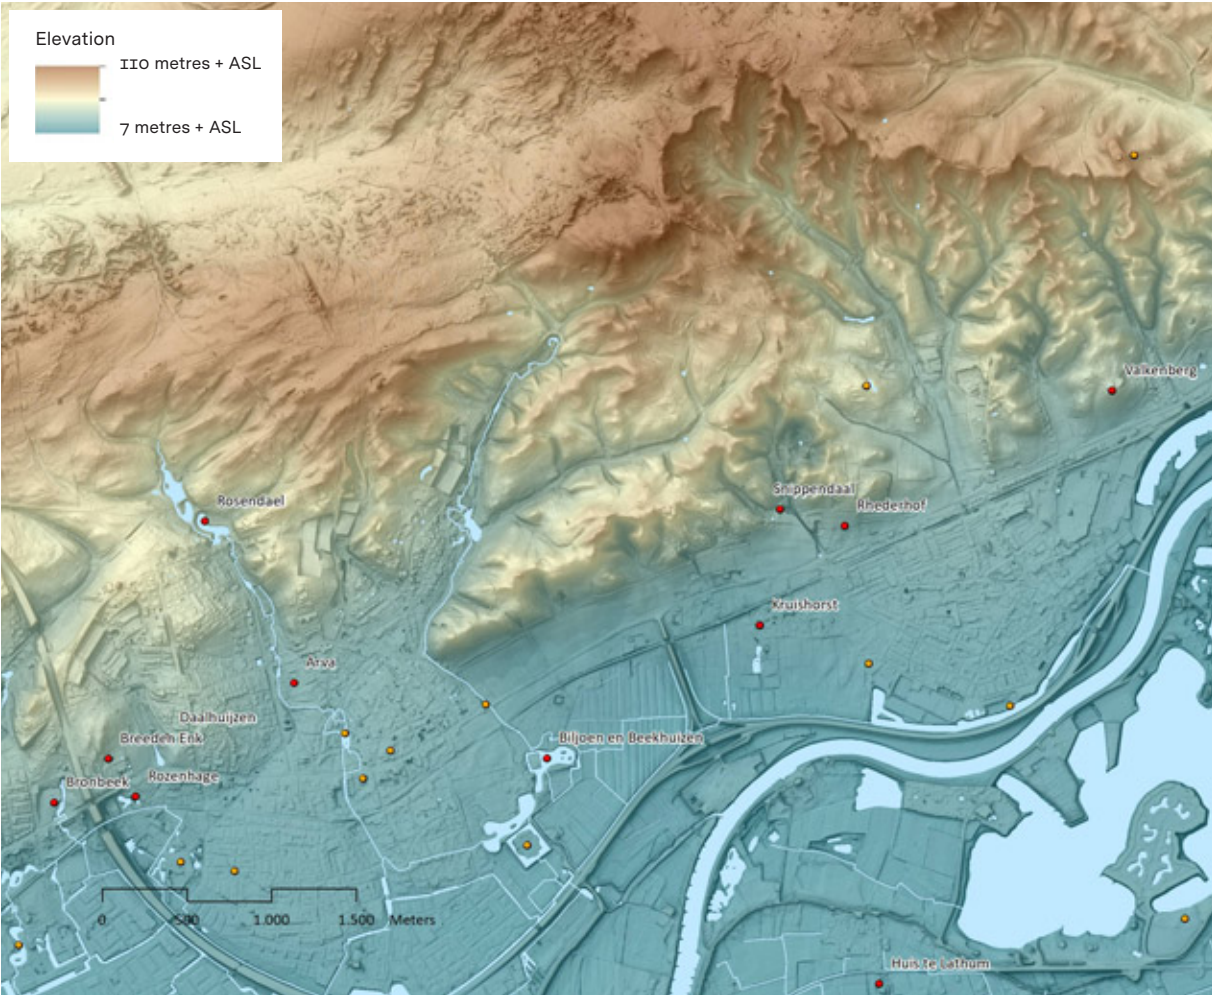 Elevation
110 metres + ASL
7 metres + ASL
Valkenberg
Snippendaal
Rosendael
Rhederhof
Kruishorst
Arva
Daalhuijzen
Breeden Enk
Biljoen en Beekhuizen
Rozenhage
Bronbeek
0 500 1.000 1.500 Meters
Huis te Lathum